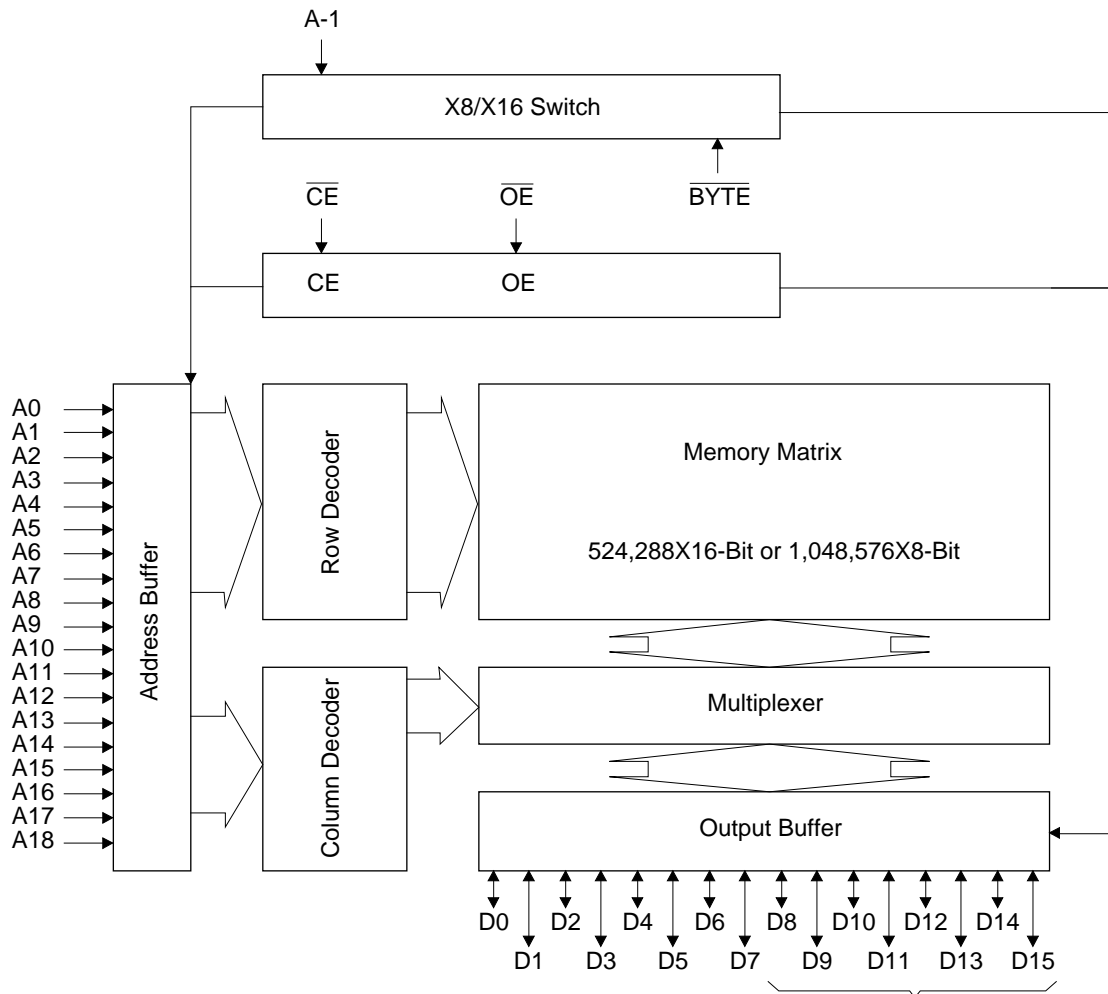 A-1
X8/X16 Switch
CE
OE
BYTE
CE
OE
A0
A1
A2
A3
A4
A5
A6
A7
A8
A9
A10
A11
A12
A13
A14
A15
A16
A17
A18
Address Buffer
Row Decoder
Memory Matrix
524,288X16-Bit or 1,048,576X8-Bit
Column Decoder
Multiplexer
Output Buffer
D0 D2 D4 D6 D8 D10 D12 D14
D1 D3 D5 D7 D9 D11 D13 D15